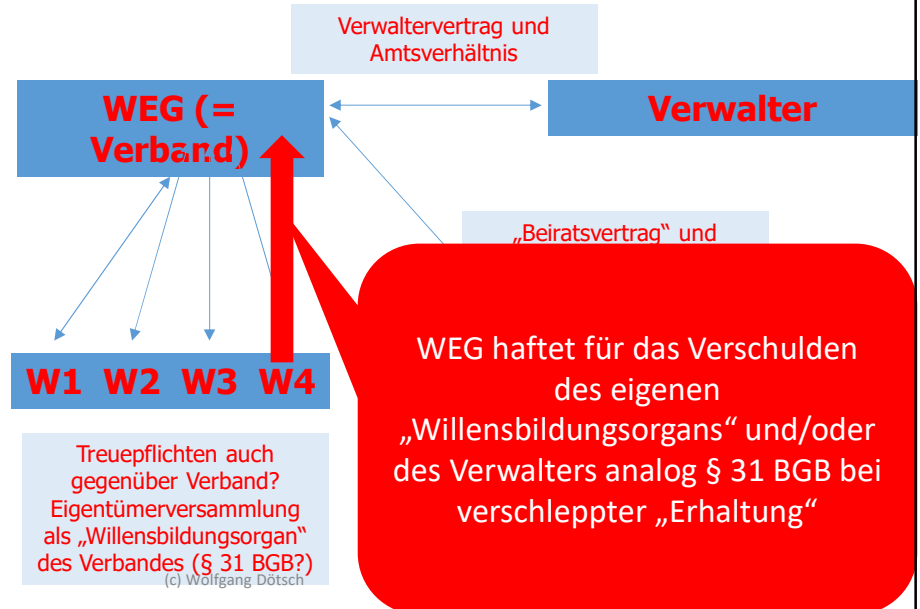 Verwaltervertrag und
Amtsverhältnis
WEG (=
Verband)
Verwalter
„Beiratsvertrag“ und
WEG haftet für das Verschulden
des eigenen
„Willensbildungsorgans“ und/oder
des Verwalters analog § 31 BGB bei
verschleppter „Erhaltung“
W1 W2 W3 W4
Treuepflichten auch
gegenüber Verband?
Eigentümerversammlung
als „Willensbildungsorgan“
des Verbandes (§ 31 BGB?)
(c) Wolfgang Dötsch